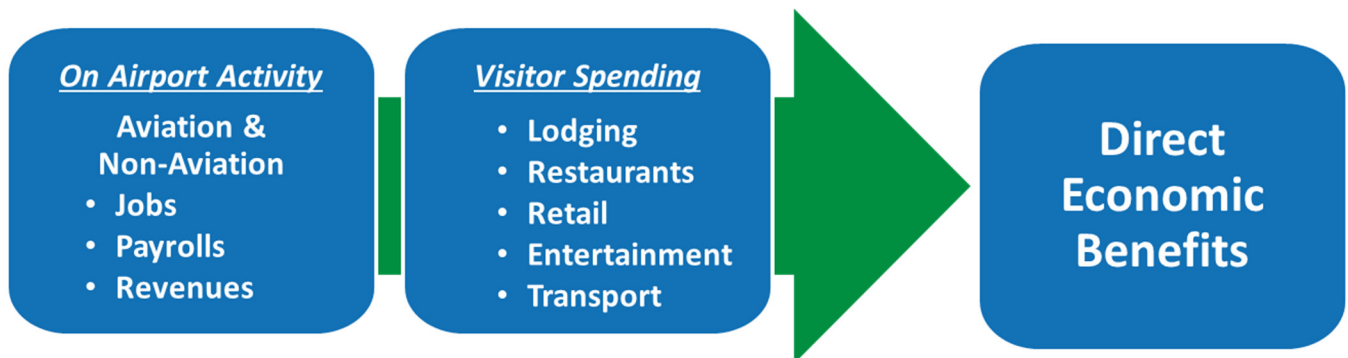 On Airport Activity
Aviation &
Non-Aviation
• Jobs
• Payrolls
• Revenues
Visitor Spending
• Lodging
• Restaurants
• Retail
• Entertainment
• Transport
Direct
Economic
Benefits